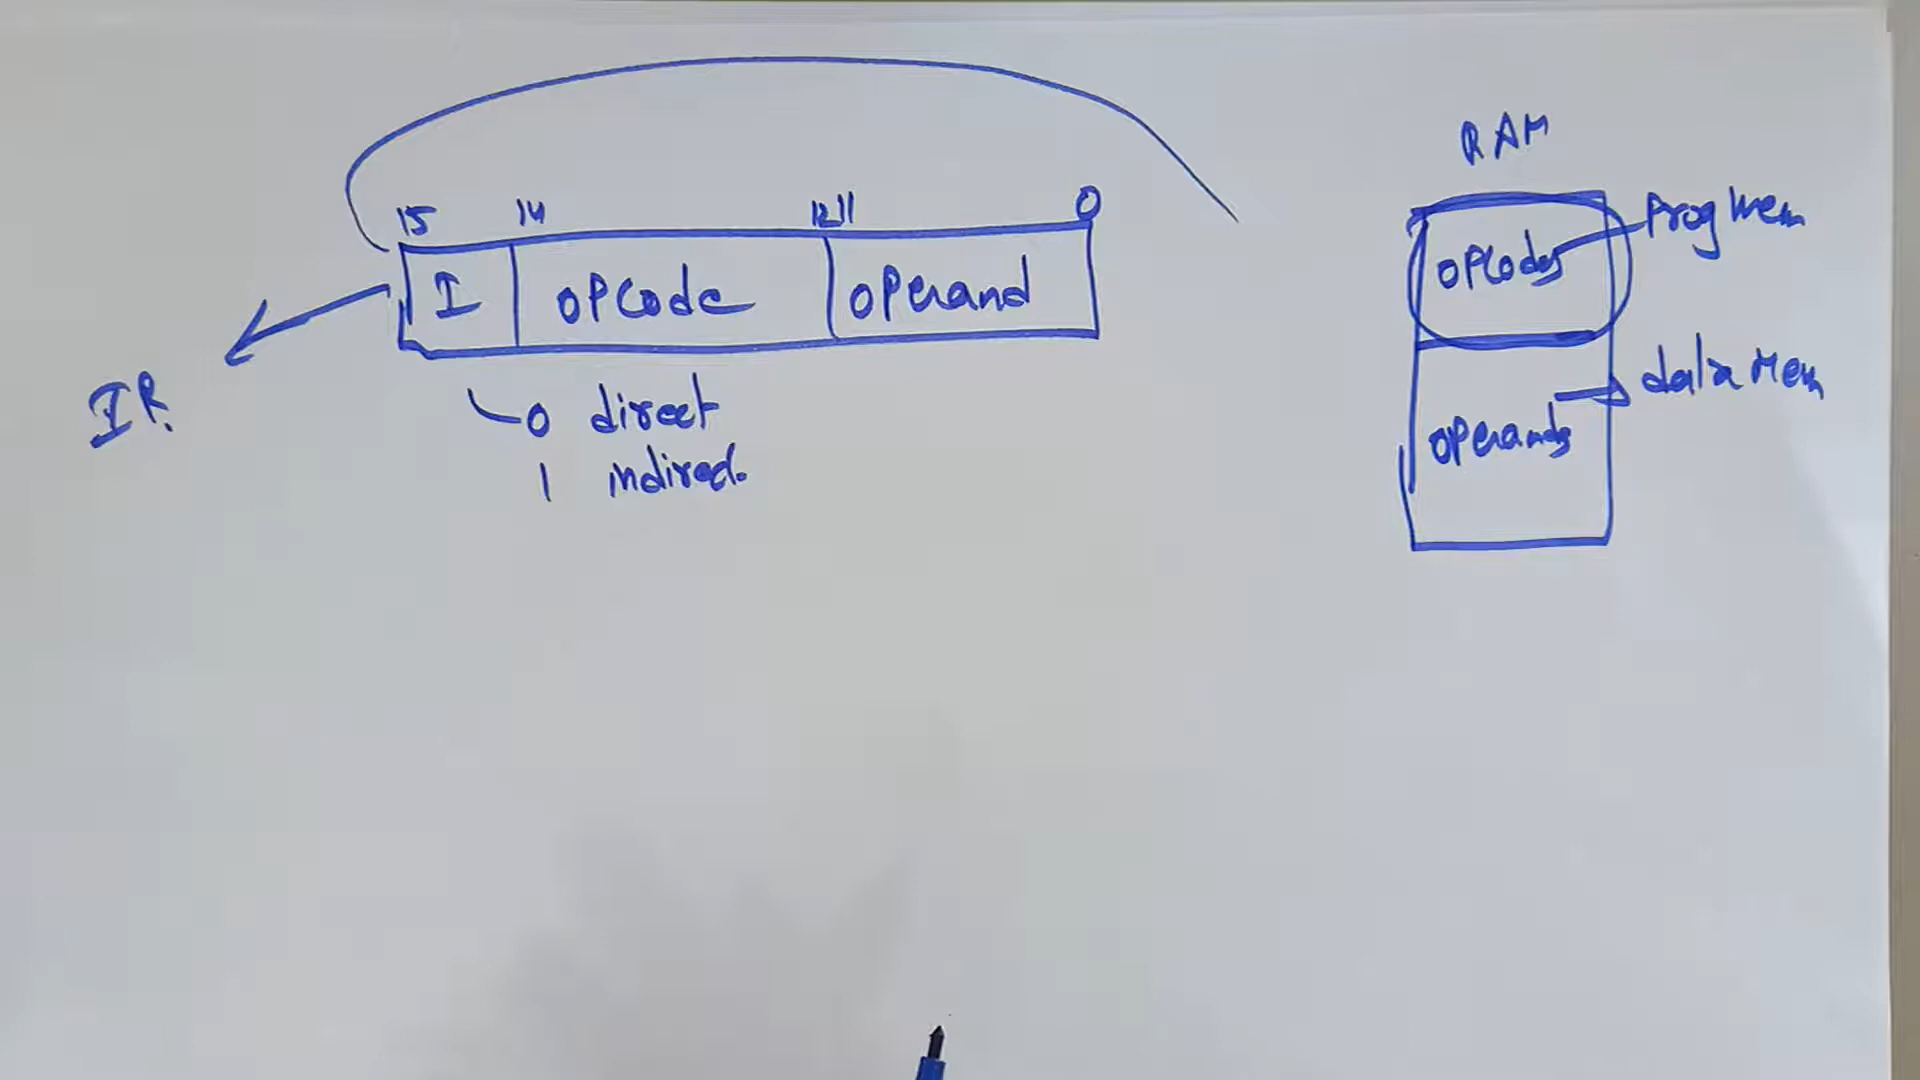 RAM
15 14 12 11 0
I opcode operand
IR.
0 direct
1 indirect.
opcodes
Prog Mem
operands
data Mem